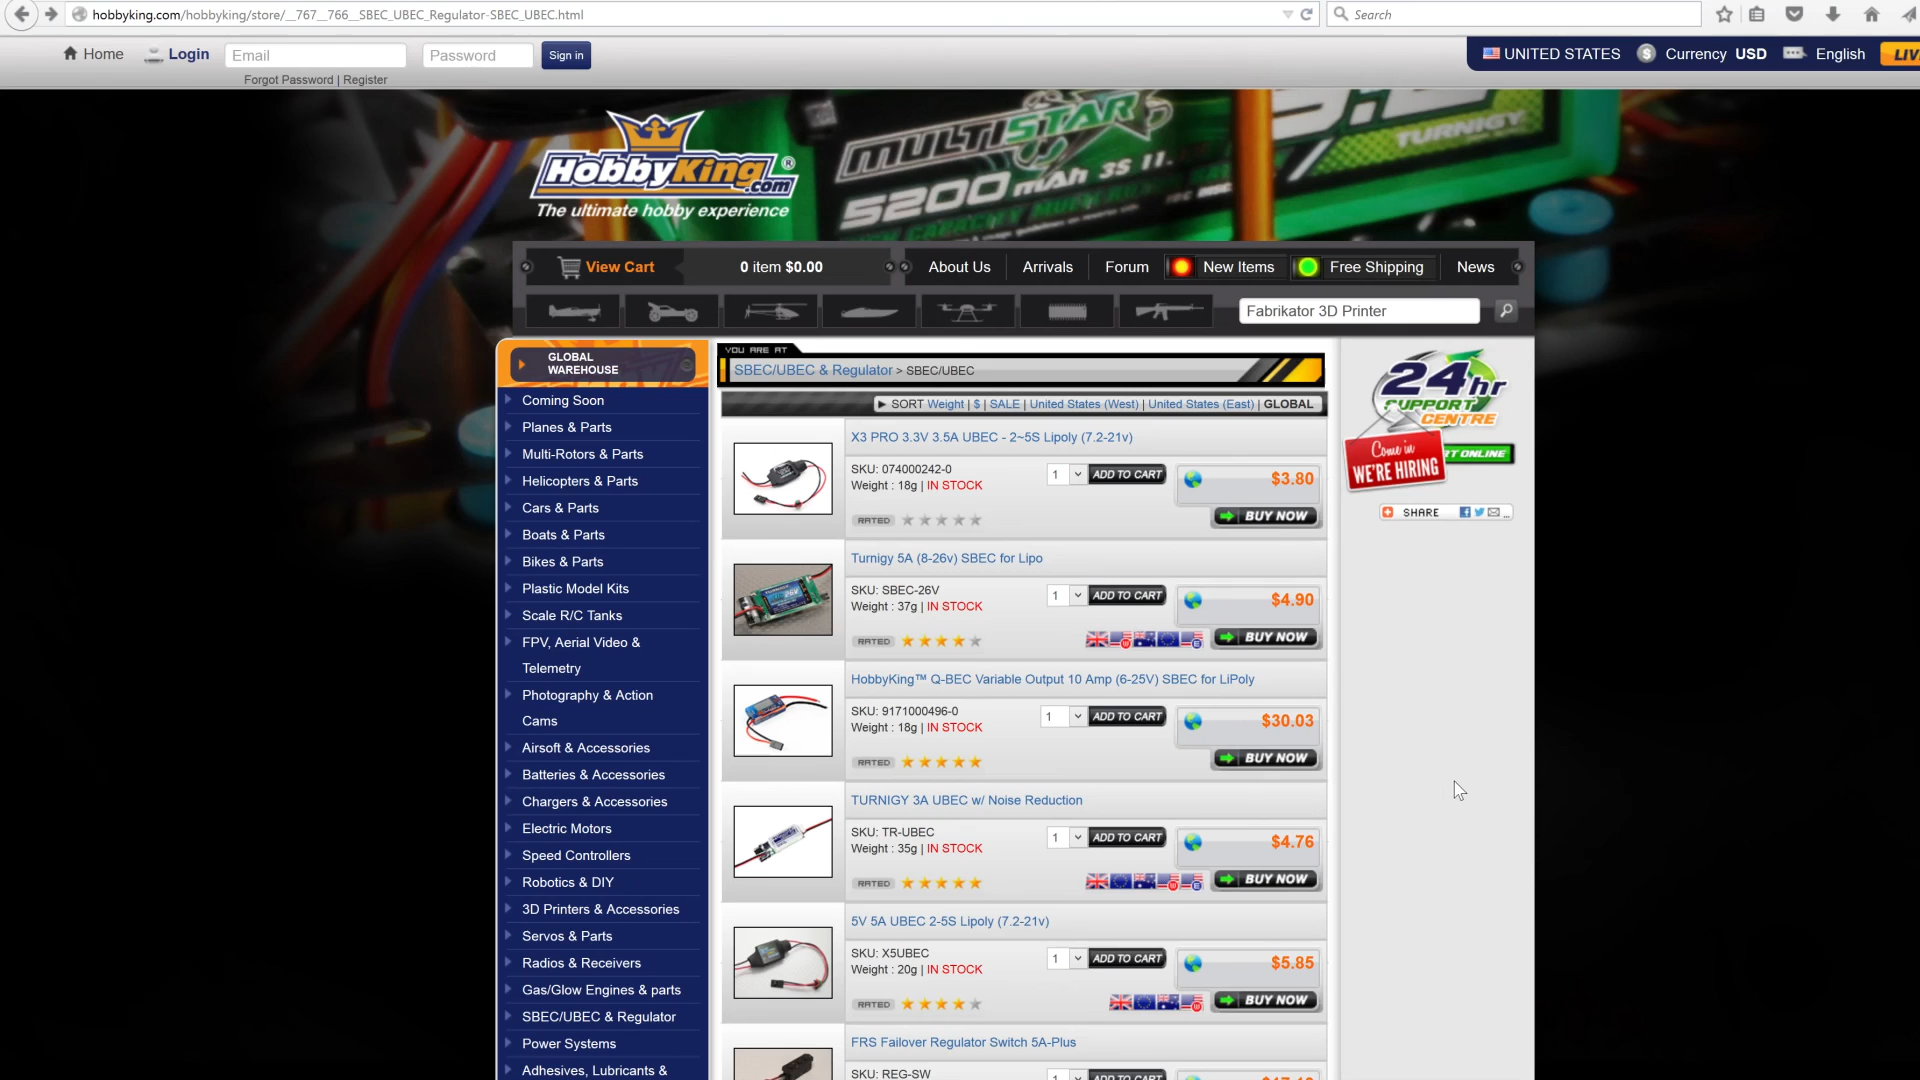 hobbyking.com/hobbyking/store/__767__766__SBEC_UBEC_Regulator-SBEC_UBEC.html
Search
Home
Login
Email
Password
Sign in
Forgot Password | Register
UNITED STATES
Currency USD
English
LIV
HobbyKing.com ®
The ultimate hobby experience
MULTISTAR
5200 mAh 3S 11.
TURNIGY
View Cart
0 item $0.00
About Us
Arrivals
Forum
New Items
Free Shipping
News
Fabrikator 3D Printer
GLOBAL
WAREHOUSE
Coming Soon
Planes & Parts
Multi-Rotors & Parts
Helicopters & Parts
Cars & Parts
Boats & Parts
Bikes & Parts
Plastic Model Kits
Scale R/C Tanks
FPV, Aerial Video &
Telemetry
Photography & Action
Cams
Airsoft & Accessories
Batteries & Accessories
Chargers & Accessories
Electric Motors
Speed Controllers
Robotics & DIY
3D Printers & Accessories
Servos & Parts
Radios & Receivers
Gas/Glow Engines & parts
SBEC/UBEC & Regulator
Power Systems
Adhesives, Lubricants &
YOU ARE AT
SBEC/UBEC & Regulator > SBEC/UBEC
SORT Weight | $ | SALE | United States (West) | United States (East) | GLOBAL
X3 PRO 3.3V 3.5A UBEC - 2~5S Lipoly (7.2-21v)
SKU: 074000242-0
Weight : 18g | IN STOCK
1
ADD TO CART
$3.80
RATED
BUY NOW
Turnigy 5A (8-26v) SBEC for Lipo
SKU: SBEC-26V
Weight : 37g | IN STOCK
1
ADD TO CART
$4.90
RATED
BUY NOW
HobbyKing™ Q-BEC Variable Output 10 Amp (6-25V) SBEC for LiPoly
SKU: 9171000496-0
Weight : 18g | IN STOCK
1
ADD TO CART
$30.03
RATED
BUY NOW
TURNIGY 3A UBEC w/ Noise Reduction
SKU: TR-UBEC
Weight : 35g | IN STOCK
1
ADD TO CART
$4.76
RATED
BUY NOW
5V 5A UBEC 2-5S Lipoly (7.2-21v)
SKU: X5UBEC
Weight : 20g | IN STOCK
1
ADD TO CART
$5.85
RATED
BUY NOW
FRS Failover Regulator Switch 5A-Plus
SKU: REG-SW
1
ADD TO CART
24hr
SUPPORT
CENTRE
Come in
WE'RE HIRING
RT ONLINE
SHARE